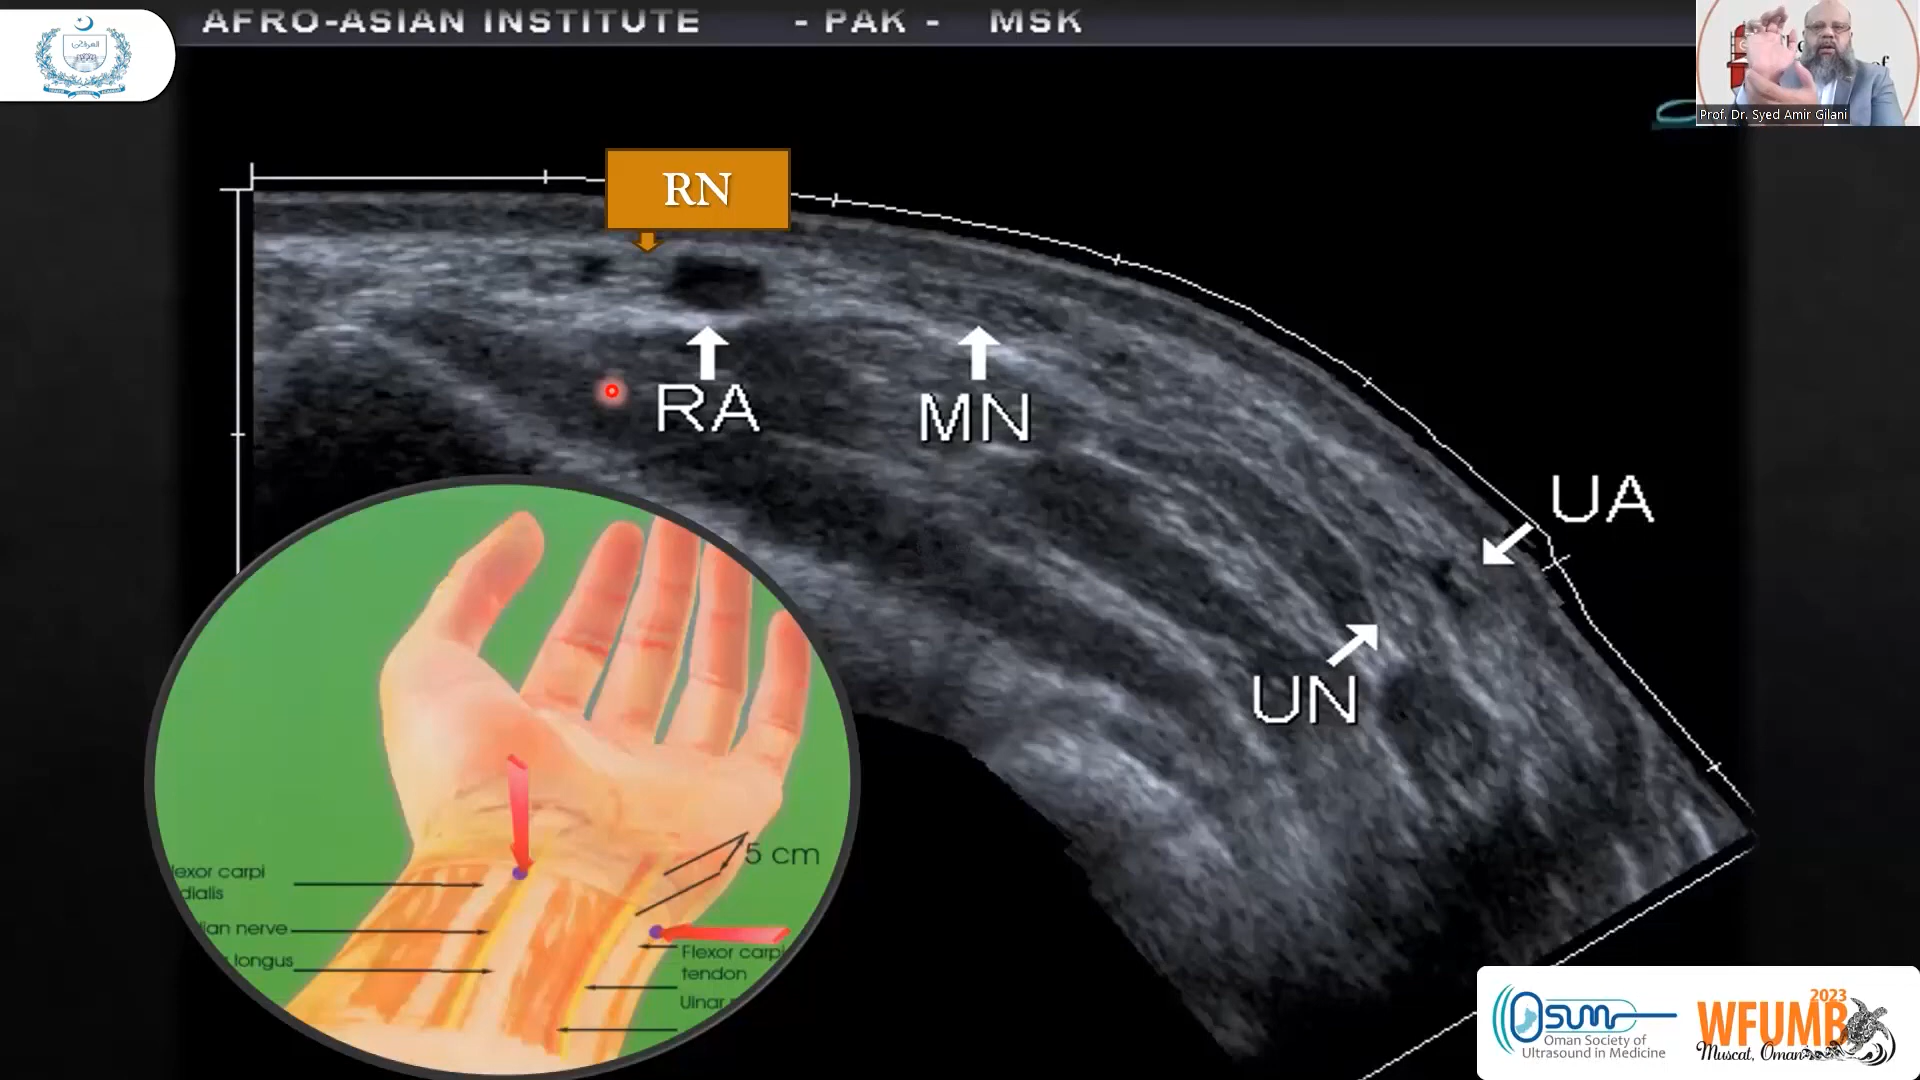 AFRO-ASIAN INSTITUTE - PAK - MSK
Prof. Dr. Syed Amir Gilani
RN
RA
MN
UA
UN
5 cm
lexor carpi
dialis
ian nerve
longus
Flexor carpi
tendon
Ulnar
Osum
Oman Society of
Ultrasound in Medicine
2023
WFUMB
Muscat, Oman